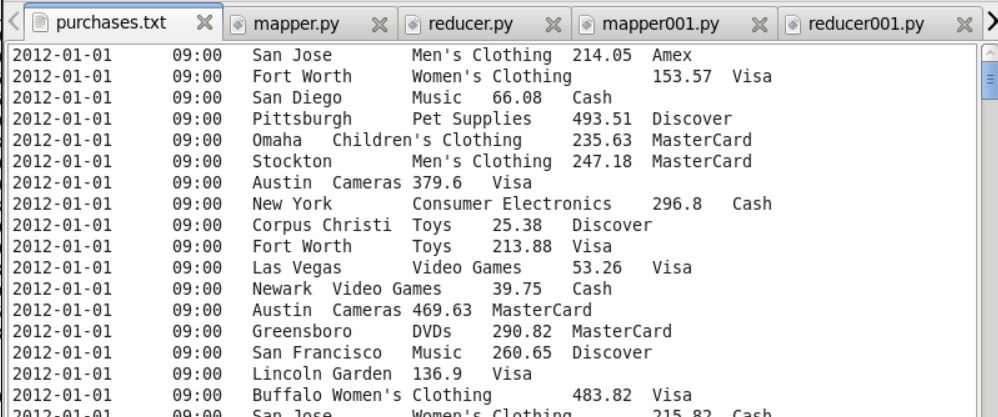 purchases.txt mapper.py reducer.py mapper001.py reducer001.py
2012-01-01 09:00 San Jose Men's Clothing 214.05 Amex
2012-01-01 09:00 Fort Worth Women's Clothing 153.57 Visa
2012-01-01 09:00 San Diego Music 66.08 Cash
2012-01-01 09:00 Pittsburgh Pet Supplies 493.51 Discover
2012-01-01 09:00 Omaha Children's Clothing 235.63 MasterCard
2012-01-01 09:00 Stockton Men's Clothing 247.18 MasterCard
2012-01-01 09:00 Austin Cameras 379.6 Visa
2012-01-01 09:00 New York Consumer Electronics 296.8 Cash
2012-01-01 09:00 Corpus Christi Toys 25.38 Discover
2012-01-01 09:00 Fort Worth Toys 213.88 Visa
2012-01-01 09:00 Las Vegas Video Games 53.26 Visa
2012-01-01 09:00 Newark Video Games 39.75 Cash
2012-01-01 09:00 Austin Cameras 469.63 MasterCard
2012-01-01 09:00 Greensboro DVDs 290.82 MasterCard
2012-01-01 09:00 San Francisco Music 260.65 Discover
2012-01-01 09:00 Lincoln Garden 136.9 Visa
2012-01-01 09:00 Buffalo Women's Clothing 483.82 Visa
2012-01-01 09:00 San Jose Women's Clothing 215.82 Cash